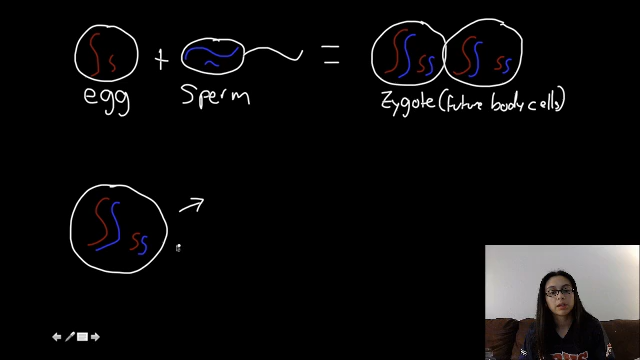 egg + Sperm = Zygote (future body cells)